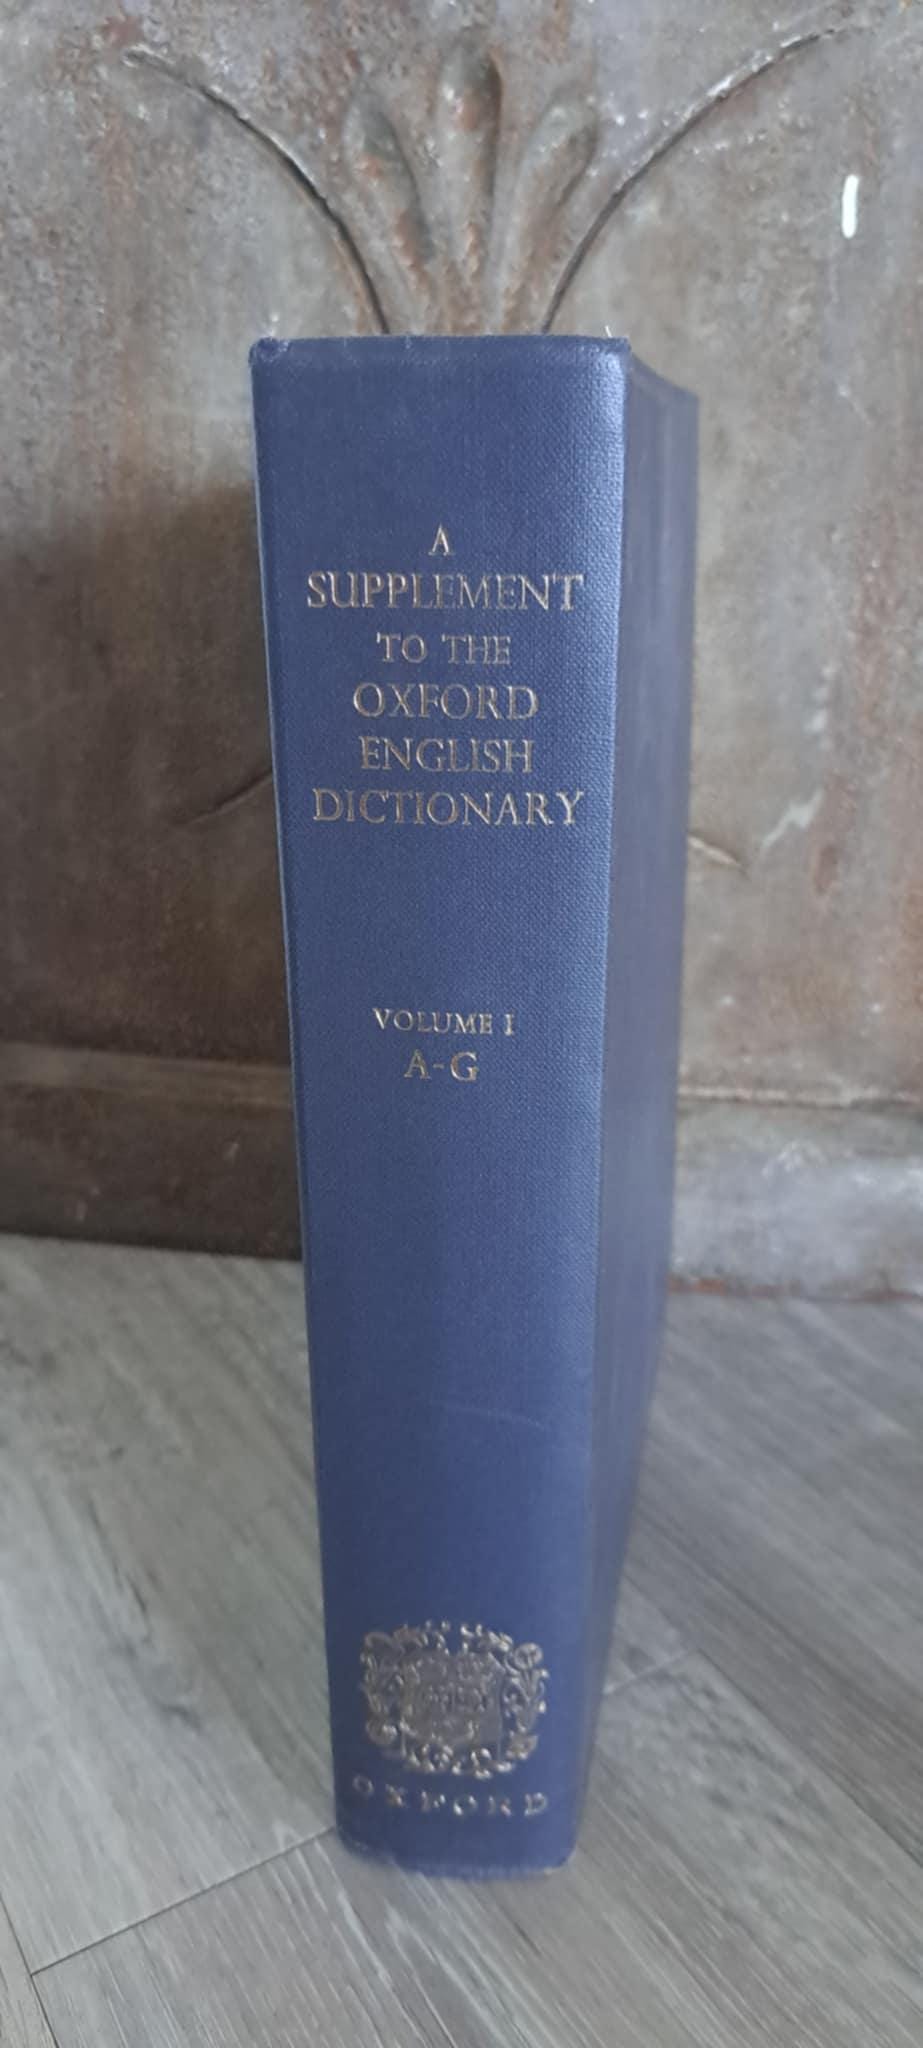 A
SUPPLEMENT
TO THE
OXFORD
ENGLISH
DICTIONARY
VOLUME I
A-G
OXFORD